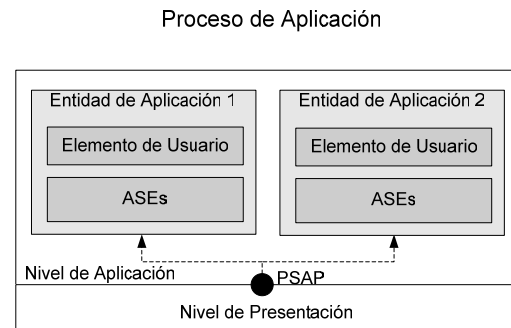 Proceso de Aplicación
Entidad de Aplicación 1
Entidad de Aplicación 2
Elemento de Usuario
Elemento de Usuario
ASEs
ASEs
Nivel de Aplicación
PSAP
Nivel de Presentación